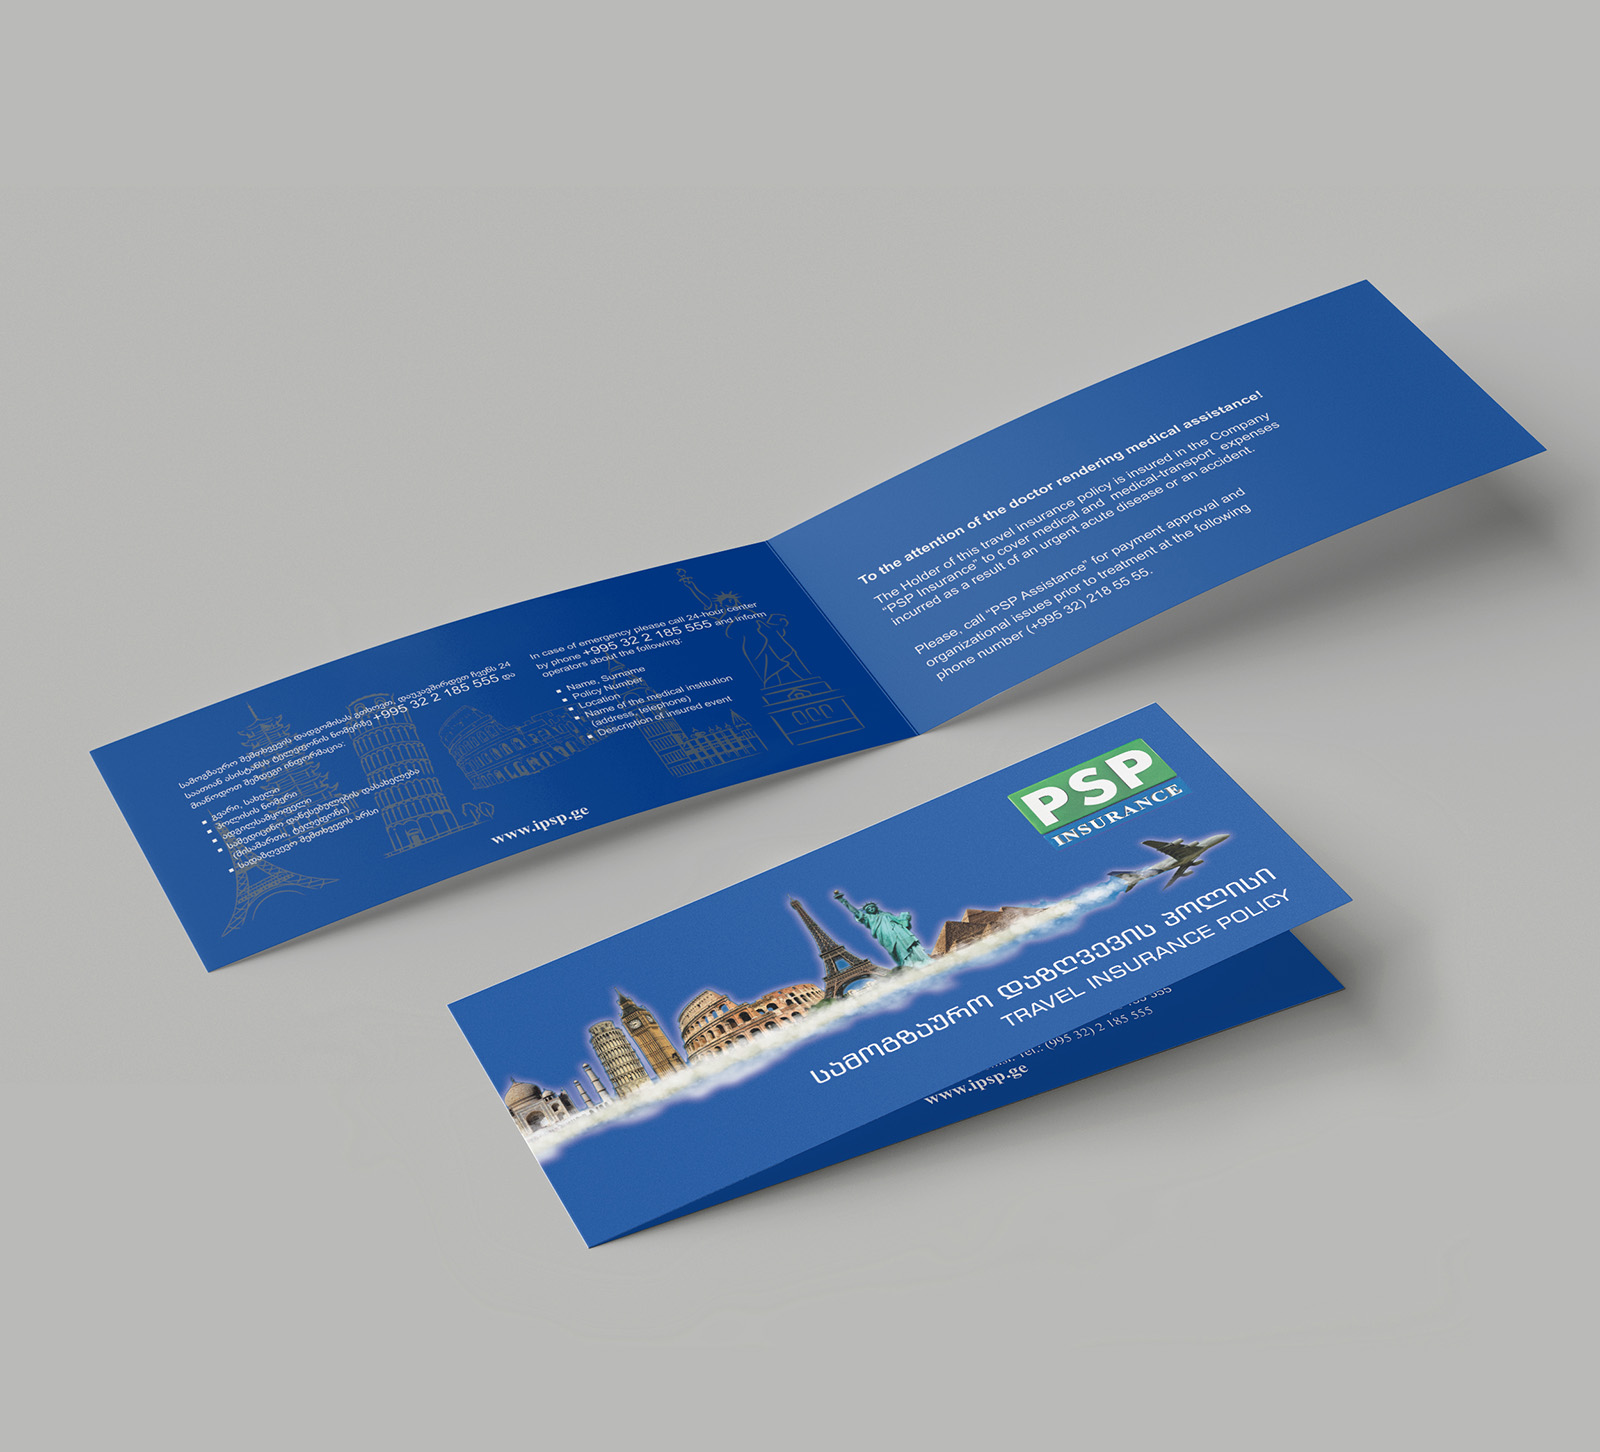 სამოგზაურო შემთხვევის დადგომისას გთხოვთ, დაუკავშირდეთ ჩვენს 24
საათიან ასისტანს ტელეფონის ნომერზე +995 32 2 185 555 და
მიაწოდოთ შემდეგი ინფორმაცია:
გვარი, სახელი
პოლისის ნომერი
ადგილსამყოფელი
სამედიცინო დაწესებულების დასახელება
(მისამართი, ტელეფონი)
სადაზღვევო შემთხვევის არსი
In case of emergency please call 24-hour center
by phone +995 32 2 185 555 and inform
operators about the following:
Name, Surname
Policy Number
Location
Name of the medical institution
(address, telephone)
Description of insured event
www.ipsp.ge
To the attention of the doctor rendering medical assistance!
The Holder of this travel insurance policy is insured in the Company
“PSP Insurance” to cover medical and medical-transport expenses
incurred as a result of an urgent acute disease or an accident.
Please, call “PSP Assistance” for payment approval and
organizational issues prior to treatment at the following
phone number (+995 32) 218 55 55.
PSP
INSURANCE
სამოგზაურო დაზღვევის პოლისი
TRAVEL INSURANCE POLICY
Tel.: (995 32) 2 185 555
www.ipsp.ge